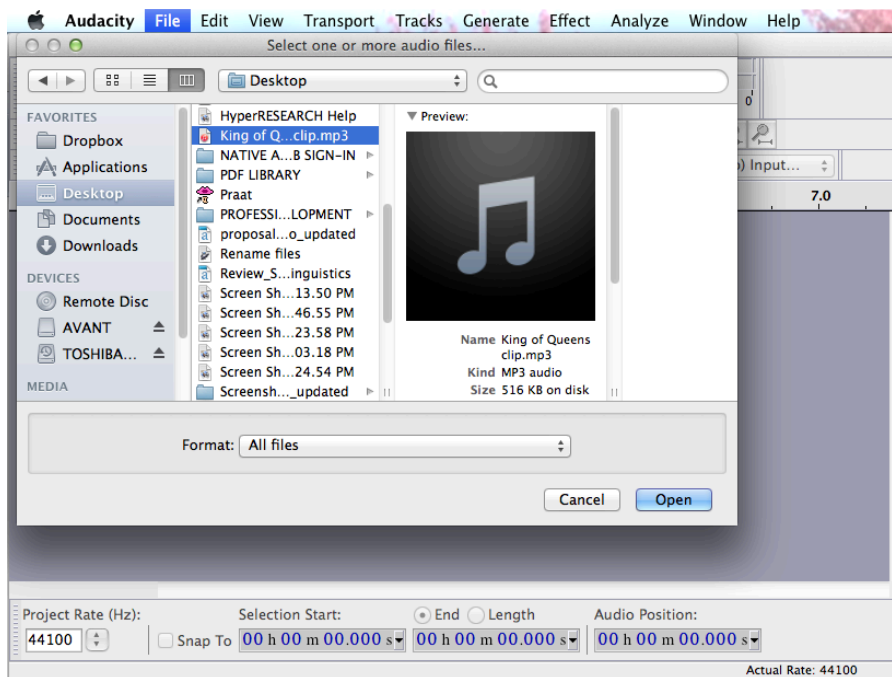 Audacity File Edit View Transport Tracks Generate Effect Analyze Window Help
Select one or more audio files...
Desktop
FAVORITES
Dropbox
Applications
Desktop
Documents
Downloads
DEVICES
Remote Disc
AVANT
TOSHIBA...
MEDIA
HyperRESEARCH Help
King of Q...clip.mp3
NATIVE A...B SIGN-IN
PDF LIBRARY
Praat
PROFESSI...LOPMENT
proposal...o_updated
Rename files
Review_S...inguistics
Screen Sh...13.50 PM
Screen Sh...46.55 PM
Screen Sh...23.58 PM
Screen Sh...03.18 PM
Screen Sh...24.54 PM
Screensh..._updated
Preview:
Name King of Queens
clip.mp3
Kind MP3 audio
Size 516 KB on disk
0
) Input...
7.0
Format: All files
Cancel Open
Project Rate (Hz): Selection Start: End Length Audio Position:
44100 Snap To 00 h 00 m 00.000 s 00 h 00 m 00.000 s 00 h 00 m 00.000 s
Actual Rate: 44100